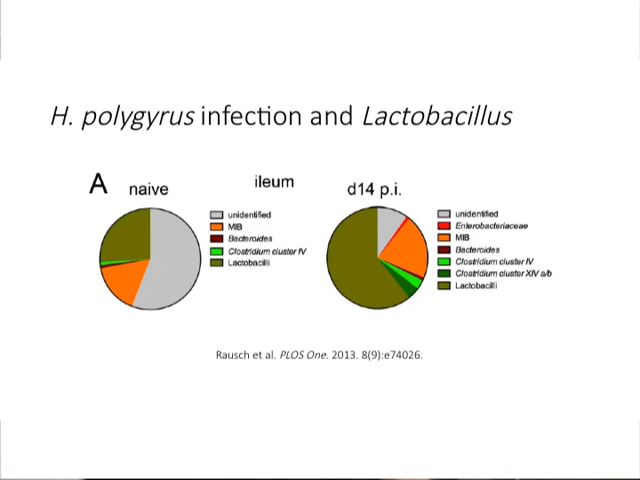 H. polygyrus infection and Lactobacillus
A
naive
ileum
d14 p.i.
unidentified
MIB
Bacteroides
Clostridium cluster IV
Lactobacilli
unidentified
Enterobacteriaceae
MIB
Bacteroides
Clostridium cluster IV
Clostridium cluster XIV a/b
Lactobacilli
Rausch et al. PLOS One. 2013. 8(9):e74026.